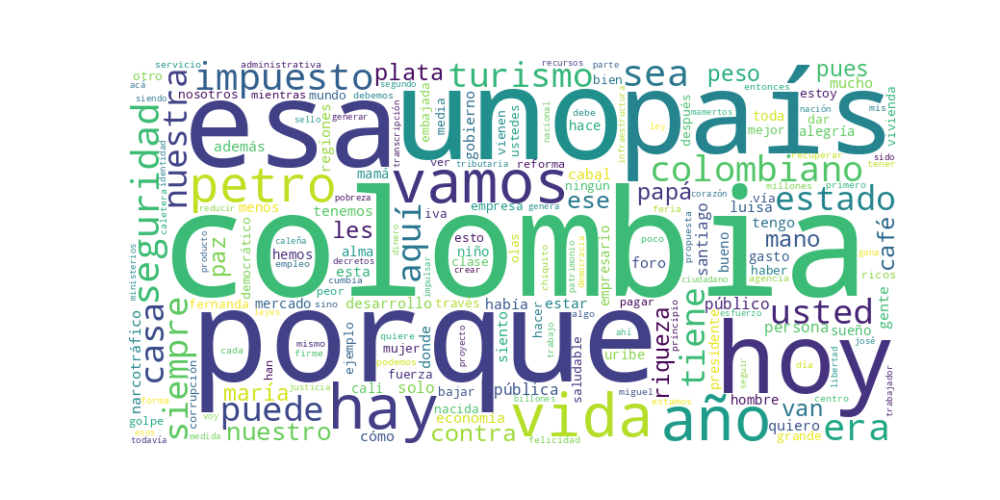 servicio administrativa recursos parte
otro impuesto plata turismo sea peso pues
acá nosotros mientras mundo segundo bien entonces mucho
siendo debemos estoy
esa uno país
nuestra sello generar transcripción embajada media vienen ustedes hace nacional debe infraestructura ley después mamertos toda mejor nación dar alegría mis vivienda
además regiones gobierno
seguridad identidad caleña caletera mamá ver tributaria reforma cabal recuperar sido
petro vamos ningún colombiano tener
reducir menos pobreza iva empresa genera ese papá corazón millones primero
paz democrático tenemos les aquí olas empresario feria luisa vía estado
producto hemos alma dinero esto niño patrimonio democracia poco santiago propuesta tengo café
colombia
ministerios casa empleo esta decretos cumbia clase crear chiquito foro ciudadano bueno gasto mano gana
peor impulsar haber agencia ricos
fernanda mercado sino desarrollo través había estar pagar público persona sueño gente
siempre narcotráfico lejos
porque hoy
cada mismo firme ejemplo quiere mujer donde podemos proyecto siento hacer algo trabajo ahí uribe riqueza principio tiene presidente esfuerzo usted día libertad josé
han fuerza saludable hombre seguir centro trabajador
forma corrupción maría justicia cali solo bajar pública miguel estamos
golpe esos voy puede hay nacida billones vida año van era
todavía medida nuestro cómo economía contra felicidad quiero grande